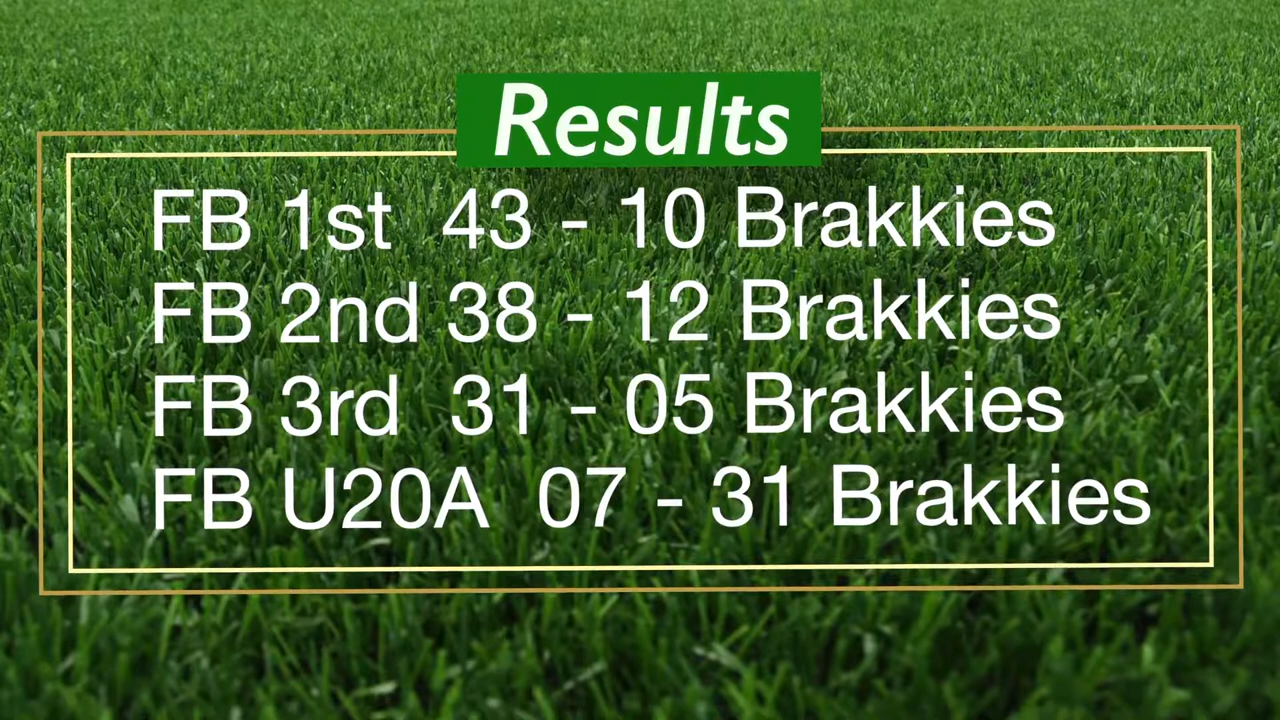 Results
FB 1st 43 - 10 Brakkies
FB 2nd 38 - 12 Brakkies
FB 3rd 31 - 05 Brakkies
FB U20A 07 - 31 Brakkies